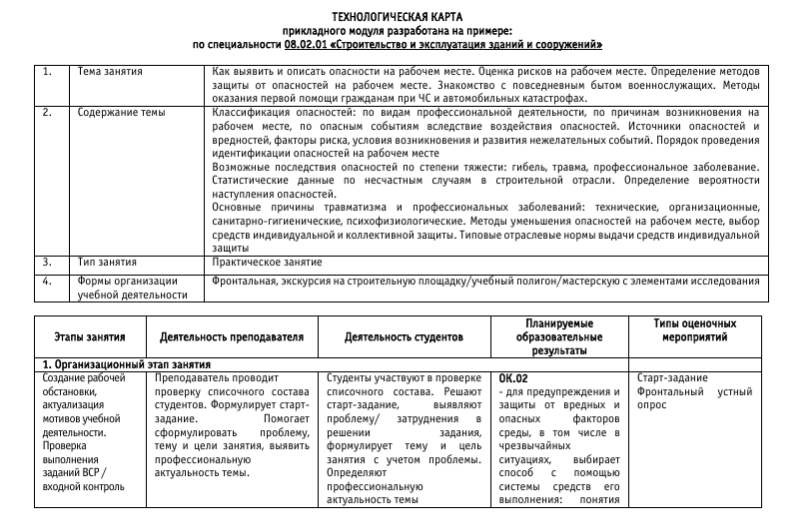 ТЕХНОЛОГИЧЕСКАЯ КАРТА
прикладного модуля разработана на примере:
по специальности 08.02.01 «Строительство и эксплуатация зданий и сооружений»
1. Тема занятия Как выявить и описать опасности на рабочем месте. Оценка рисков на рабочем месте. Определение методов
защиты от опасностей на рабочем месте. Знакомство с повседневным бытом военнослужащих. Методы
оказания первой помощи гражданам при ЧС и автомобильных катастрофах.
2. Содержание темы Классификация опасностей: по видам профессиональной деятельности, по причинам возникновения на
рабочем месте, по опасным событиям вследствие воздействия опасностей. Источники опасностей и
вредностей, факторы риска, условия возникновения и развития нежелательных событий. Порядок проведения
идентификации опасностей на рабочем месте
Возможные последствия опасностей по степени тяжести: гибель, травма, профессиональное заболевание.
Статистические данные по несчастным случаям в строительной отрасли. Определение вероятности
наступления опасностей.
Основные причины травматизма и профессиональных заболеваний: технические, организационные,
санитарно-гигиенические, психофизиологические. Методы уменьшения опасностей на рабочем месте, выбор
средств индивидуальной и коллективной защиты. Типовые отраслевые нормы выдачи средств индивидуальной
защиты
3. Тип занятия Практическое занятие
4. Формы организации
учебной деятельности
Фронтальная, экскурсия на строительную площадку/учебный полигон/мастерскую с элементами исследования
Этапы занятия
Деятельность преподавателя
Деятельность студентов
Планируемые
образовательные
результаты
Типы оценочных
мероприятий
1. Организационный этап занятия
Создание рабочей
обстановки,
актуализация
мотивов учебной
деятельности.
Проверка
выполнения
заданий ВСР /
входной контроль
Преподаватель проводит
проверку списочного состава
студентов. Формулирует старт-
задание. Помогает
сформулировать проблему,
тему и цели занятия, выявить
профессиональную
актуальность темы.
Студенты участвуют в проверке
списочного состава. Решают
старт-задание, выявляют
проблему/ затруднения в
решении задания,
формулирует тему и цель
занятия с учетом проблемы.
Определяют
профессиональную
актуальность темы
ОК.02
- для предупреждения и
защиты от вредных и
опасных факторов
среды, в том числе в
чрезвычайных
ситуациях, выбирает
способ с помощью
системы средств его
выполнения: понятия
Старт-задание
Фронтальный устный
опрос